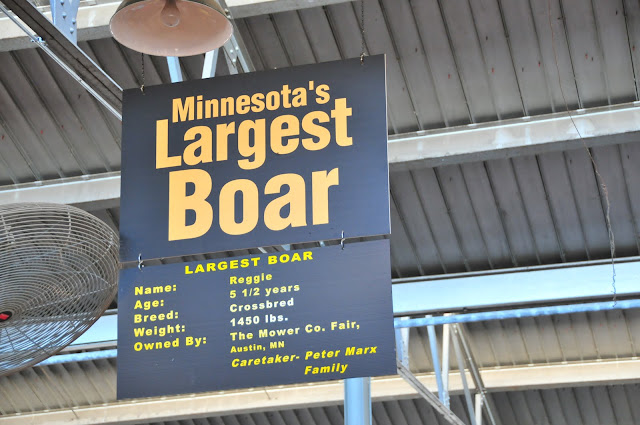 Minnesota's
Largest
Boar
LARGEST BOAR
Name: Reggie
Age: 5 1/2 years
Breed: Crossbred
Weight: 1450 lbs.
Owned By: The Mower Co. Fair,
Austin, MN
Caretaker- Peter Marx
Family